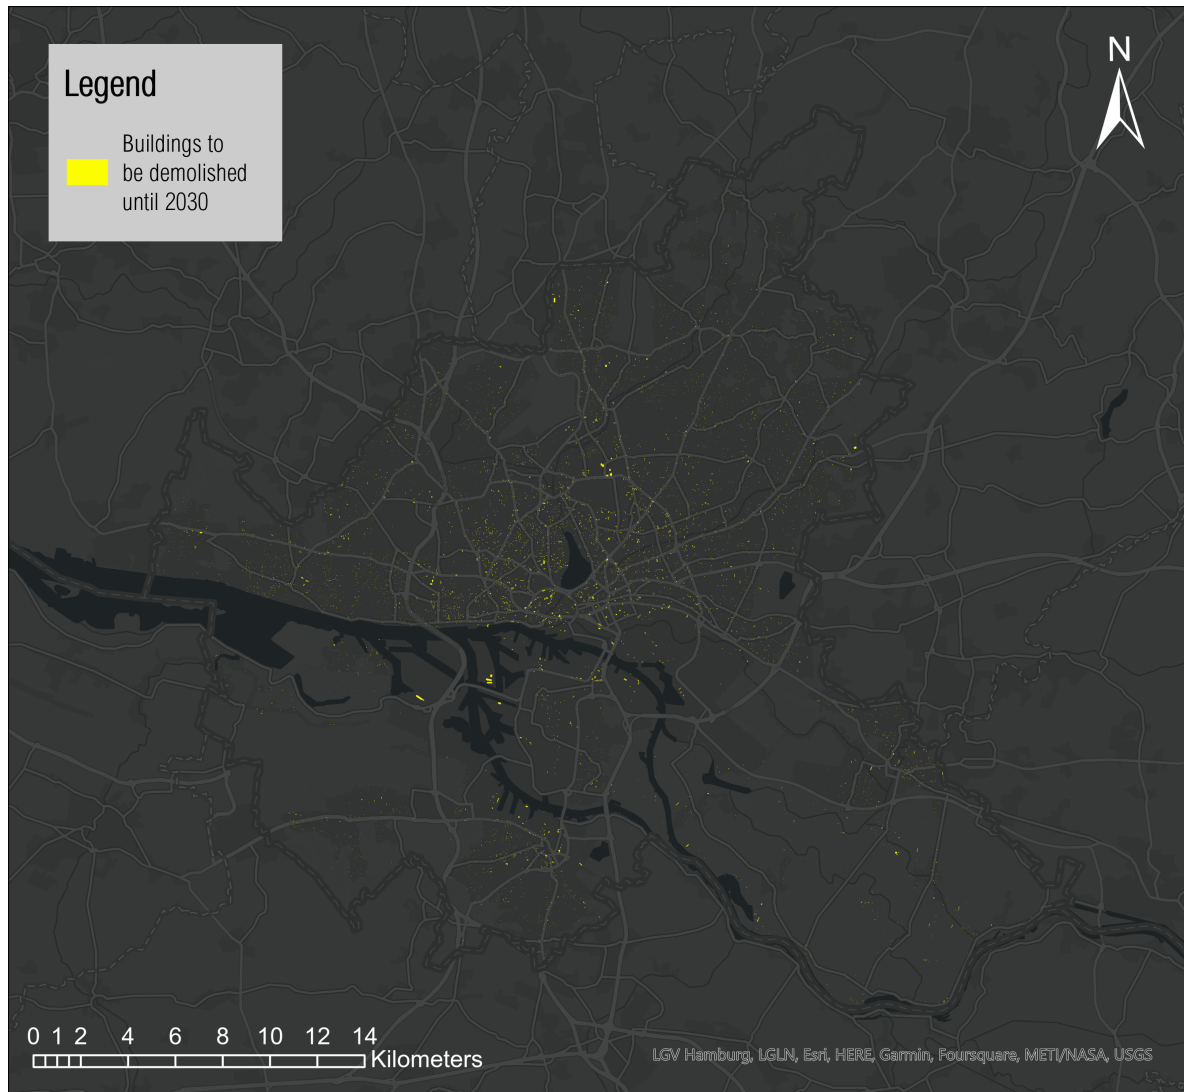 Legend
Buildings to
be demolished
until 2030
N
0 1 2 4 6 8 10 12 14
Kilometers
LGV Hamburg, LGLN, Esri, HERE, Garmin, Foursquare, METI/NASA, USGS